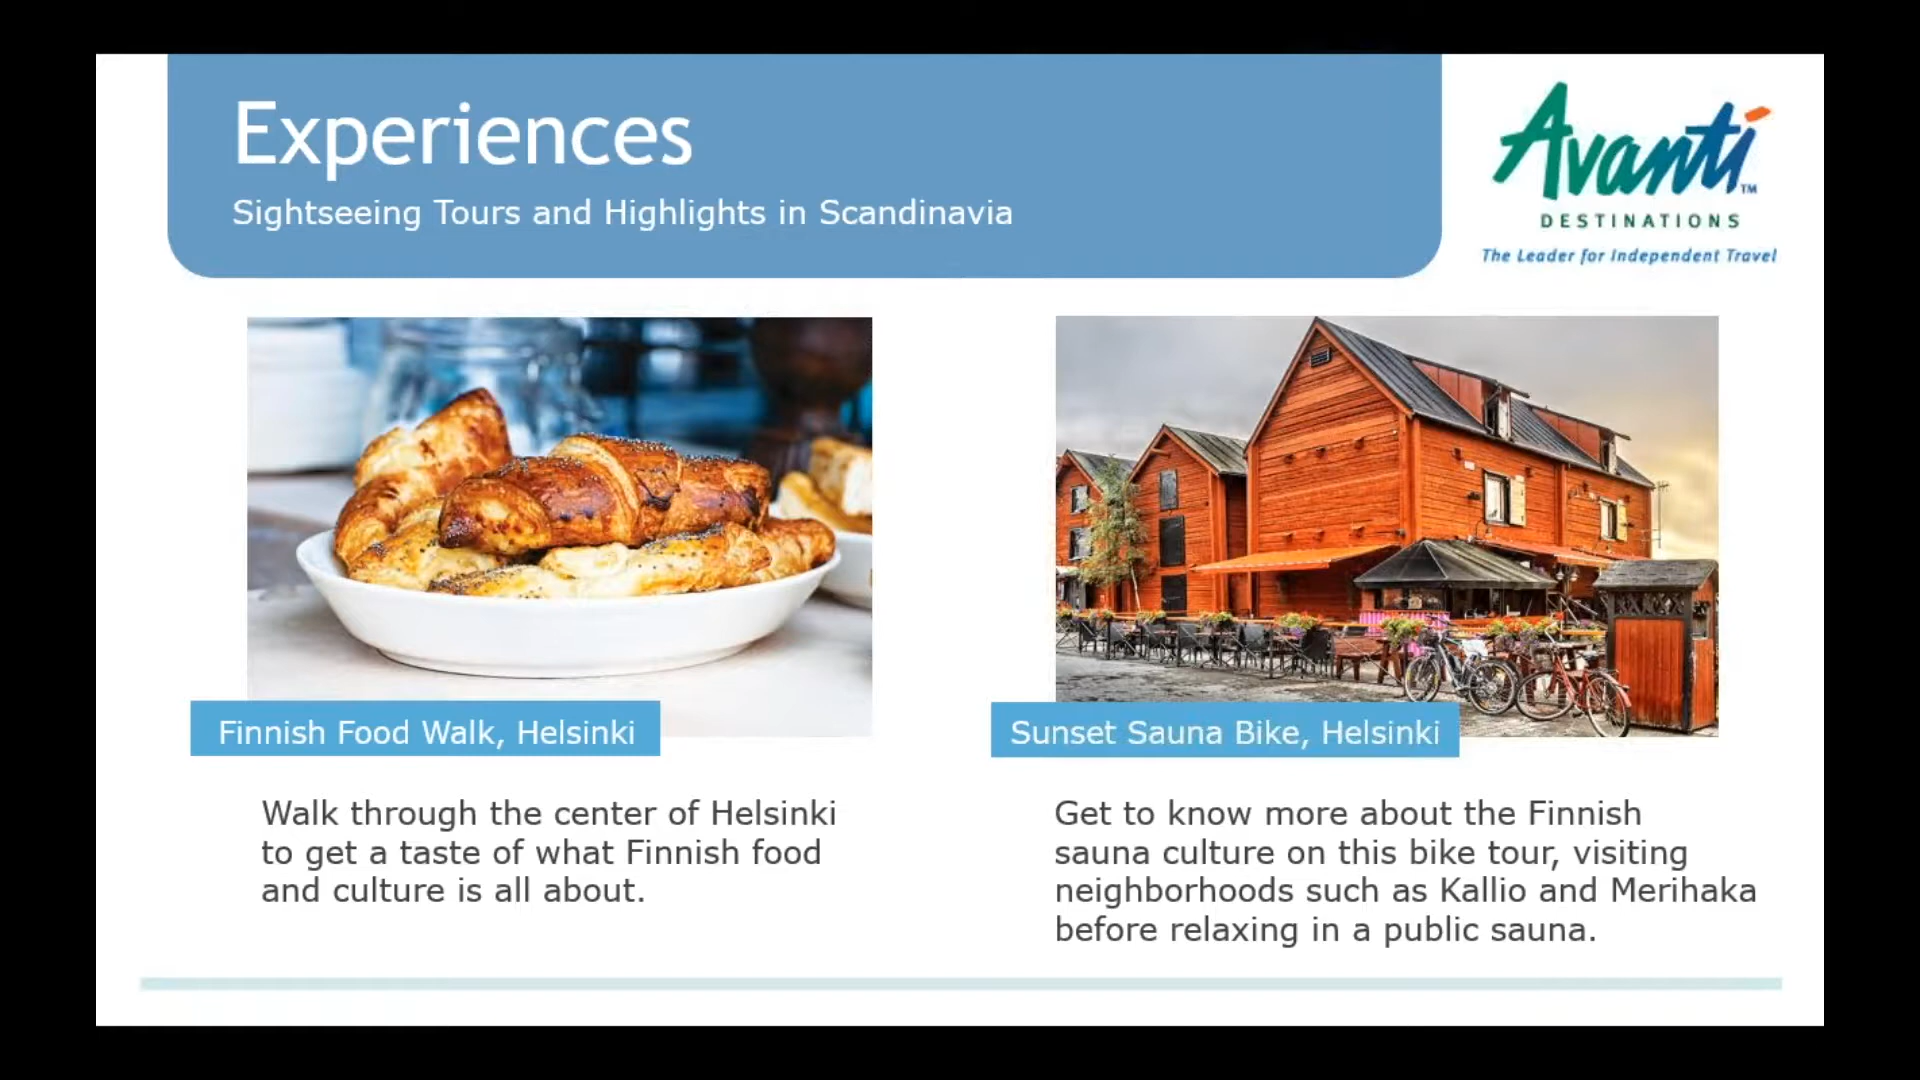 Experiences
Sightseeing Tours and Highlights in Scandinavia
Avanti™
DESTINATIONS
The Leader for Independent Travel
Finnish Food Walk, Helsinki
Walk through the center of Helsinki
to get a taste of what Finnish food
and culture is all about.
Sunset Sauna Bike, Helsinki
Get to know more about the Finnish
sauna culture on this bike tour, visiting
neighborhoods such as Kallio and Merihaka
before relaxing in a public sauna.